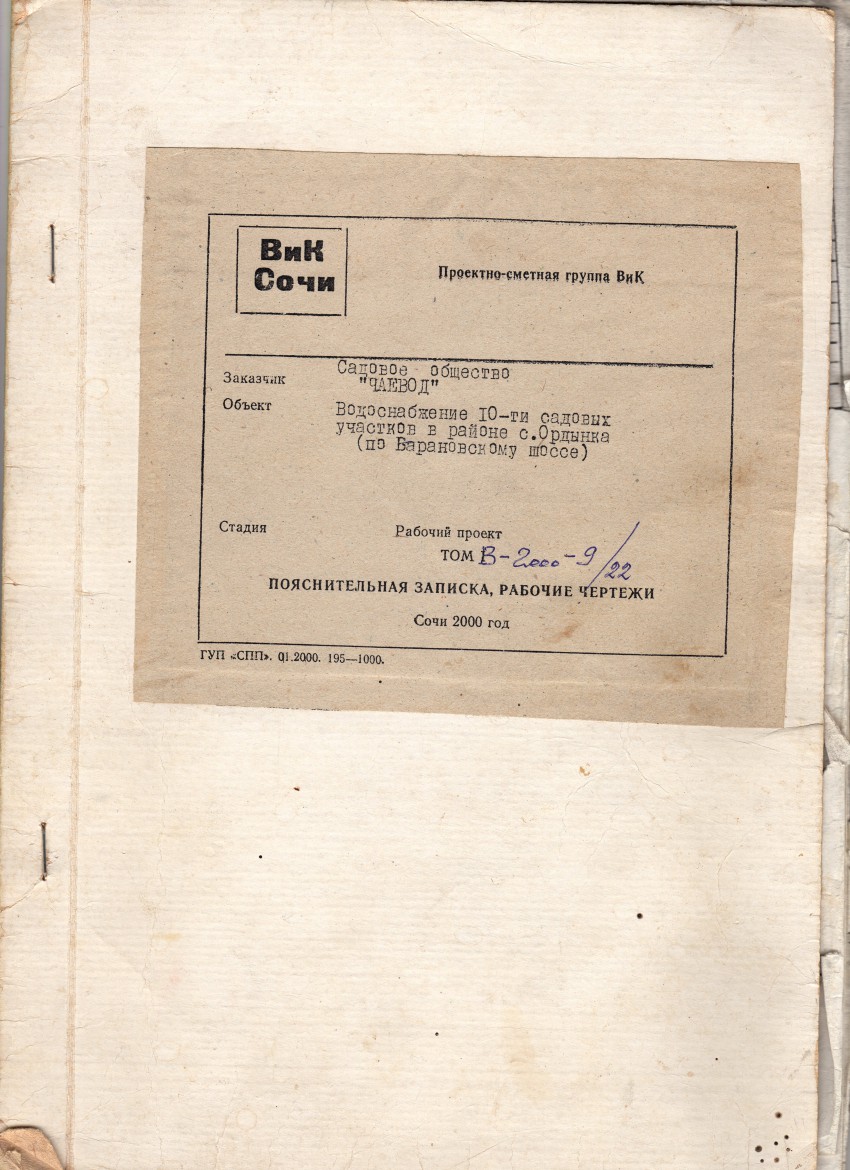 ВиК
Сочи
Проектно-сметная группа ВиК
Заказчик
Садовое общество
"ЧАЕВОД"
Объект
Водоснабжение 10-ти садовых
участков в районе с.Ордынка
(по Барановскому шоссе)
Стадия
Рабочий проект
ТОМ В-2000-9/22
ПОЯСНИТЕЛЬНАЯ ЗАПИСКА, РАБОЧИЕ ЧЕРТЕЖИ
Сочи 2000 год
ГУП «СПП». 01.2000. 195—1000.